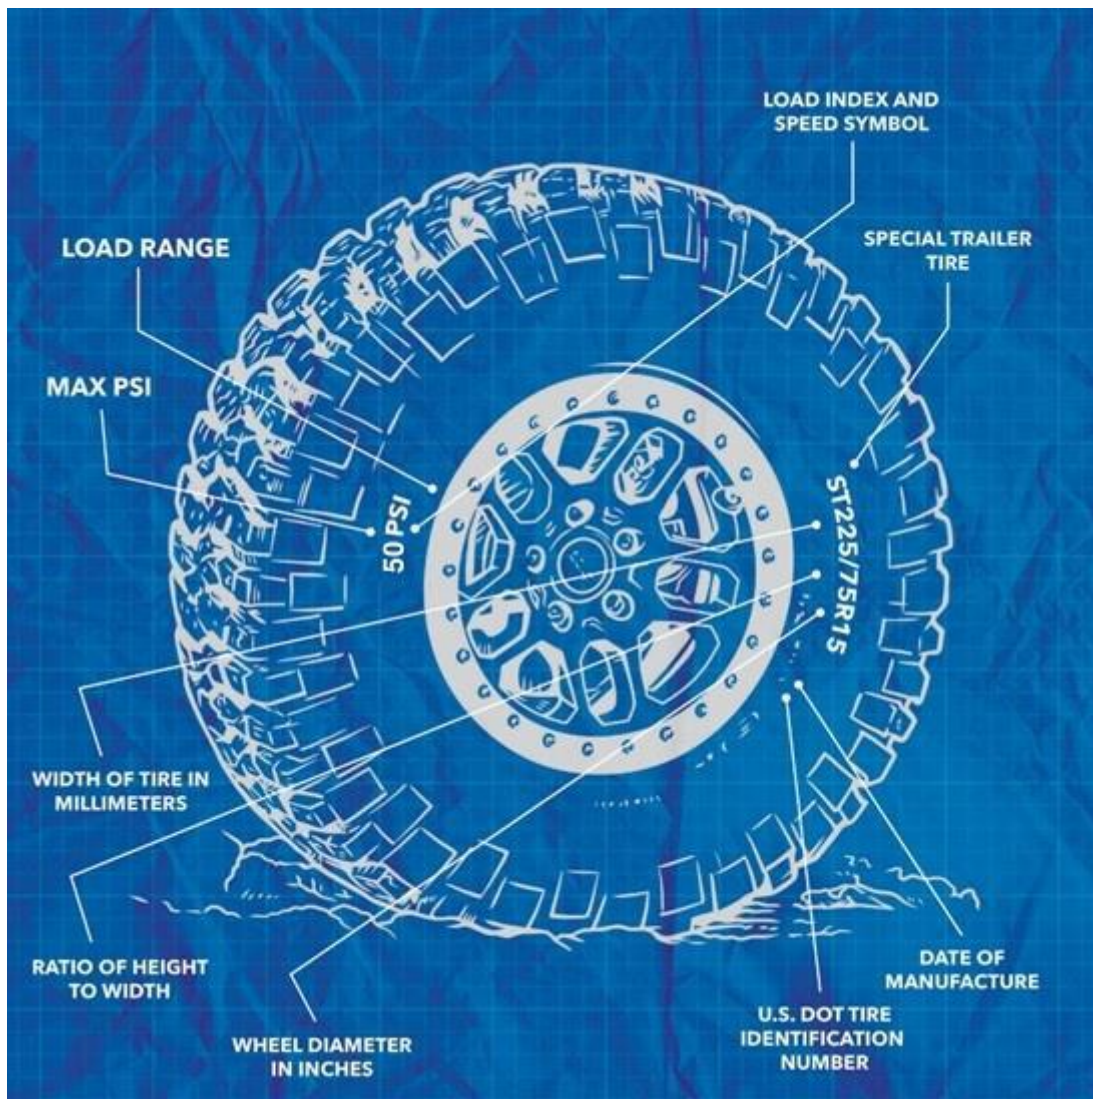 LOAD INDEX AND
SPEED SYMBOL
SPECIAL TRAILER
TIRE
LOAD RANGE
MAX PSI
50 PSI
ST225/75R15
WIDTH OF TIRE IN
MILLIMETERS
RATIO OF HEIGHT
TO WIDTH
WHEEL DIAMETER
IN INCHES
DATE OF
MANUFACTURE
U.S. DOT TIRE
IDENTIFICATION
NUMBER